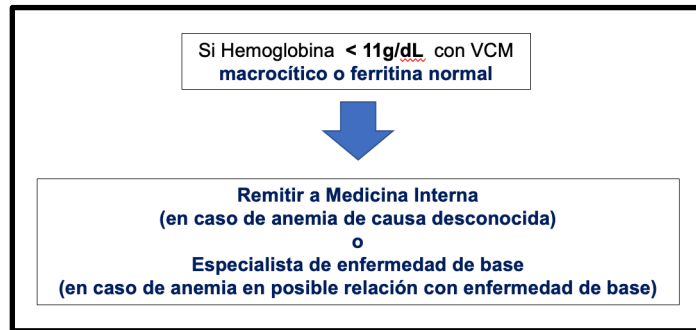 Si Hemoglobina < 11g/dL con VCM
macrocítico o ferritina normal
Remitir a Medicina Interna
(en caso de anemia de causa desconocida)
o
Especialista de enfermedad de base
(en caso de anemia en posible relación con enfermedad de base)